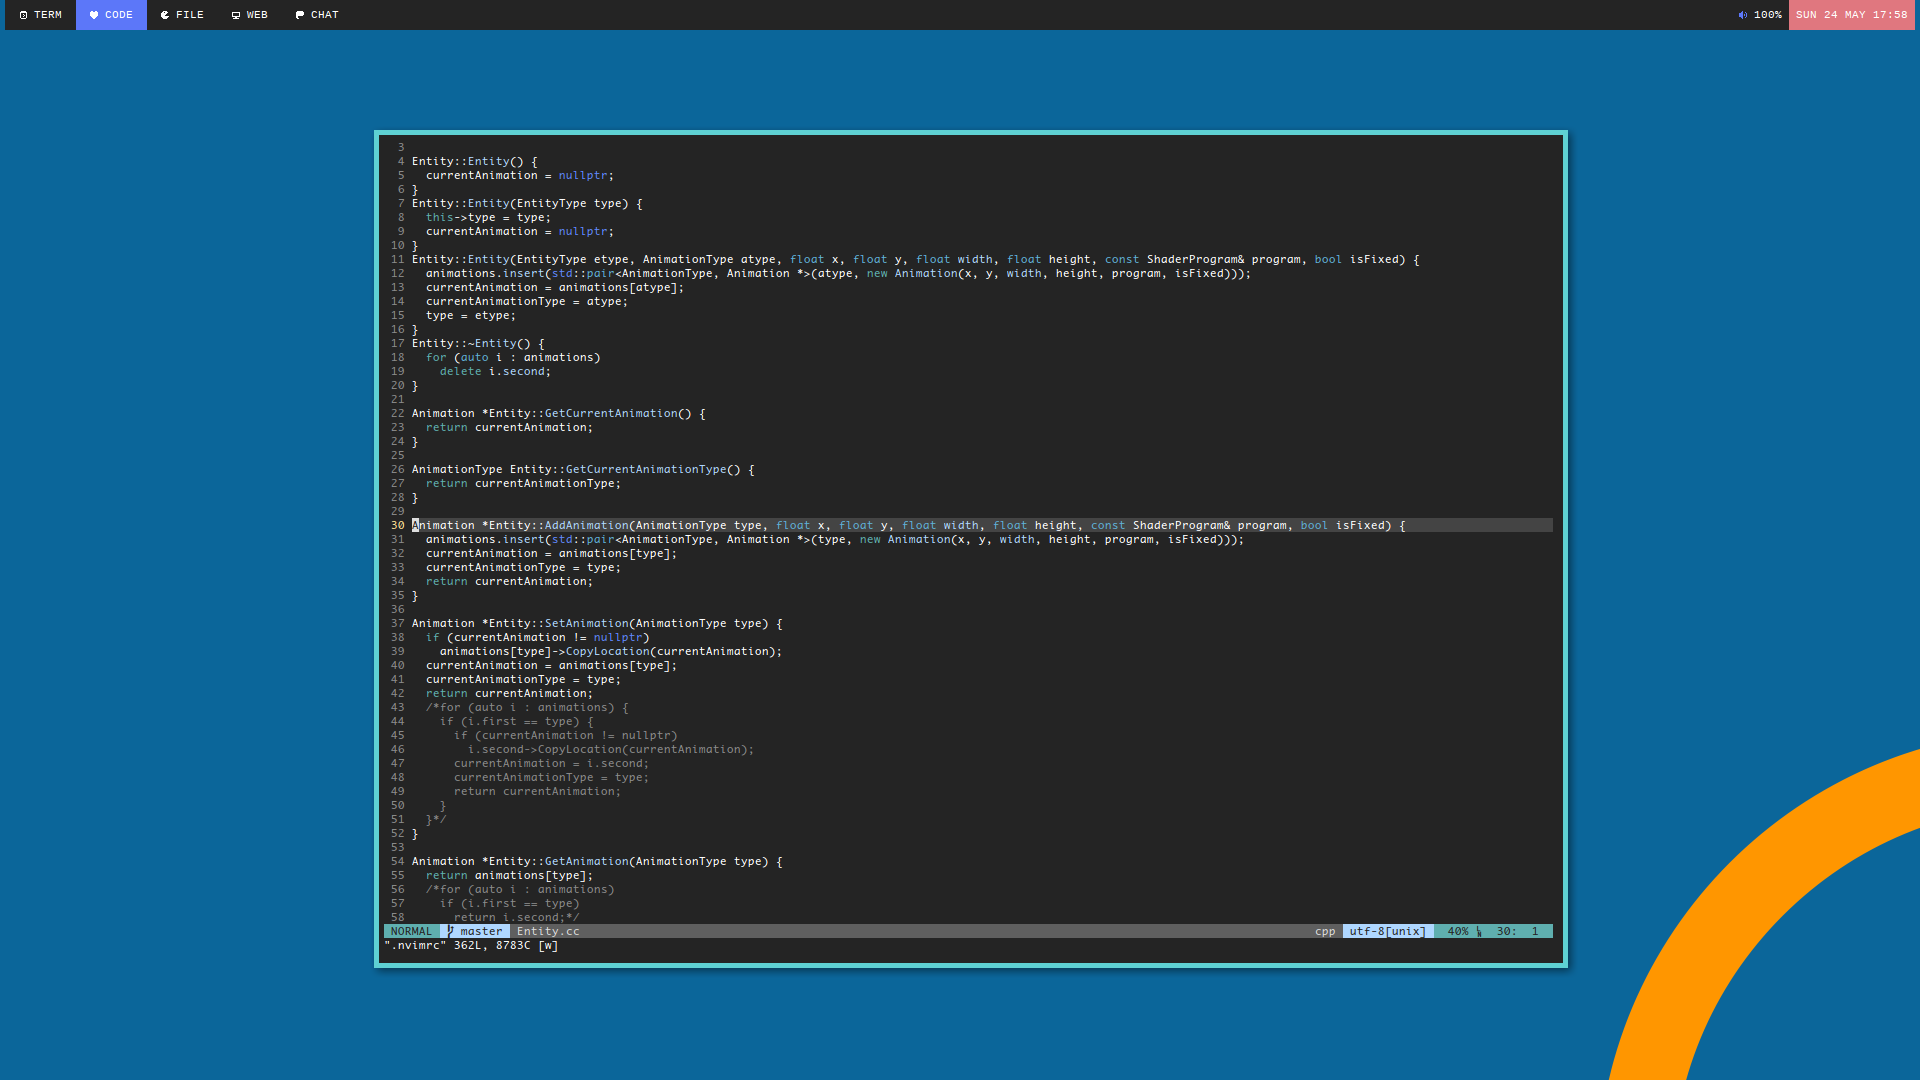 TERM CODE FILE WEB CHAT 100% SUN 24 MAY 17:58
3
4 Entity::Entity() {
5   currentAnimation = nullptr;
6 }
7 Entity::Entity(EntityType type) {
8   this->type = type;
9   currentAnimation = nullptr;
10 }
11 Entity::Entity(EntityType etype, AnimationType atype, float x, float y, float width, float height, const ShaderProgram& program, bool isFixed) {
12   animations.insert(std::pair<AnimationType, Animation *>(atype, new Animation(x, y, width, height, program, isFixed)));
13   currentAnimation = animations[atype];
14   currentAnimationType = atype;
15   type = etype;
16 }
17 Entity::~Entity() {
18   for (auto i : animations)
19     delete i.second;
20 }
21
22 Animation *Entity::GetCurrentAnimation() {
23   return currentAnimation;
24 }
25
26 AnimationType Entity::GetCurrentAnimationType() {
27   return currentAnimationType;
28 }
29
30 Animation *Entity::AddAnimation(AnimationType type, float x, float y, float width, float height, const ShaderProgram& program, bool isFixed) {
31   animations.insert(std::pair<AnimationType, Animation *>(type, new Animation(x, y, width, height, program, isFixed)));
32   currentAnimation = animations[type];
33   currentAnimationType = type;
34   return currentAnimation;
35 }
36
37 Animation *Entity::SetAnimation(AnimationType type) {
38   if (currentAnimation != nullptr)
39     animations[type]->CopyLocation(currentAnimation);
40   currentAnimation = animations[type];
41   currentAnimationType = type;
42   return currentAnimation;
43   /*for (auto i : animations) {
44     if (i.first == type) {
45       if (currentAnimation != nullptr)
46         i.second->CopyLocation(currentAnimation);
47       currentAnimation = i.second;
48       currentAnimationType = type;
49       return currentAnimation;
50     }
51   }*/
52 }
53
54 Animation *Entity::GetAnimation(AnimationType type) {
55   return animations[type];
56   /*for (auto i : animations)
57     if (i.first == type)
58       return i.second;*/
NORMAL master Entity.cc cpp utf-8[unix] 40% 30: 1
".nvimrc" 362L, 8783C [w]